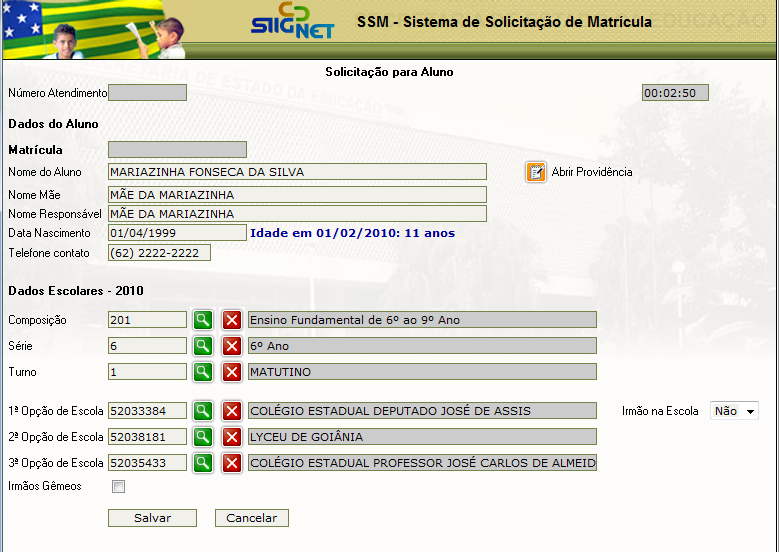 SIIG NET
SSM - Sistema de Solicitação de Matrícula
Solicitação para Aluno
Número Atendimento 00:02:50
Dados do Aluno
Matrícula
Nome do Aluno MARIAZINHA FONSECA DA SILVA Abrir Providência
Nome Mãe MÃE DA MARIAZINHA
Nome Responsável MÃE DA MARIAZINHA
Data Nascimento 01/04/1999 Idade em 01/02/2010: 11 anos
Telefone contato (62) 2222-2222
Dados Escolares - 2010
Composição 201 Ensino Fundamental de 6º ao 9º Ano
Série 6 6º Ano
Turno 1 MATUTINO
1ª Opção de Escola 52033384 COLÉGIO ESTADUAL DEPUTADO JOSÉ DE ASSIS Irmão na Escola Não
2ª Opção de Escola 52038181 LYCEU DE GOIÂNIA
3ª Opção de Escola 52035433 COLÉGIO ESTADUAL PROFESSOR JOSÉ CARLOS DE ALMEID
Irmãos Gêmeos
Salvar Cancelar